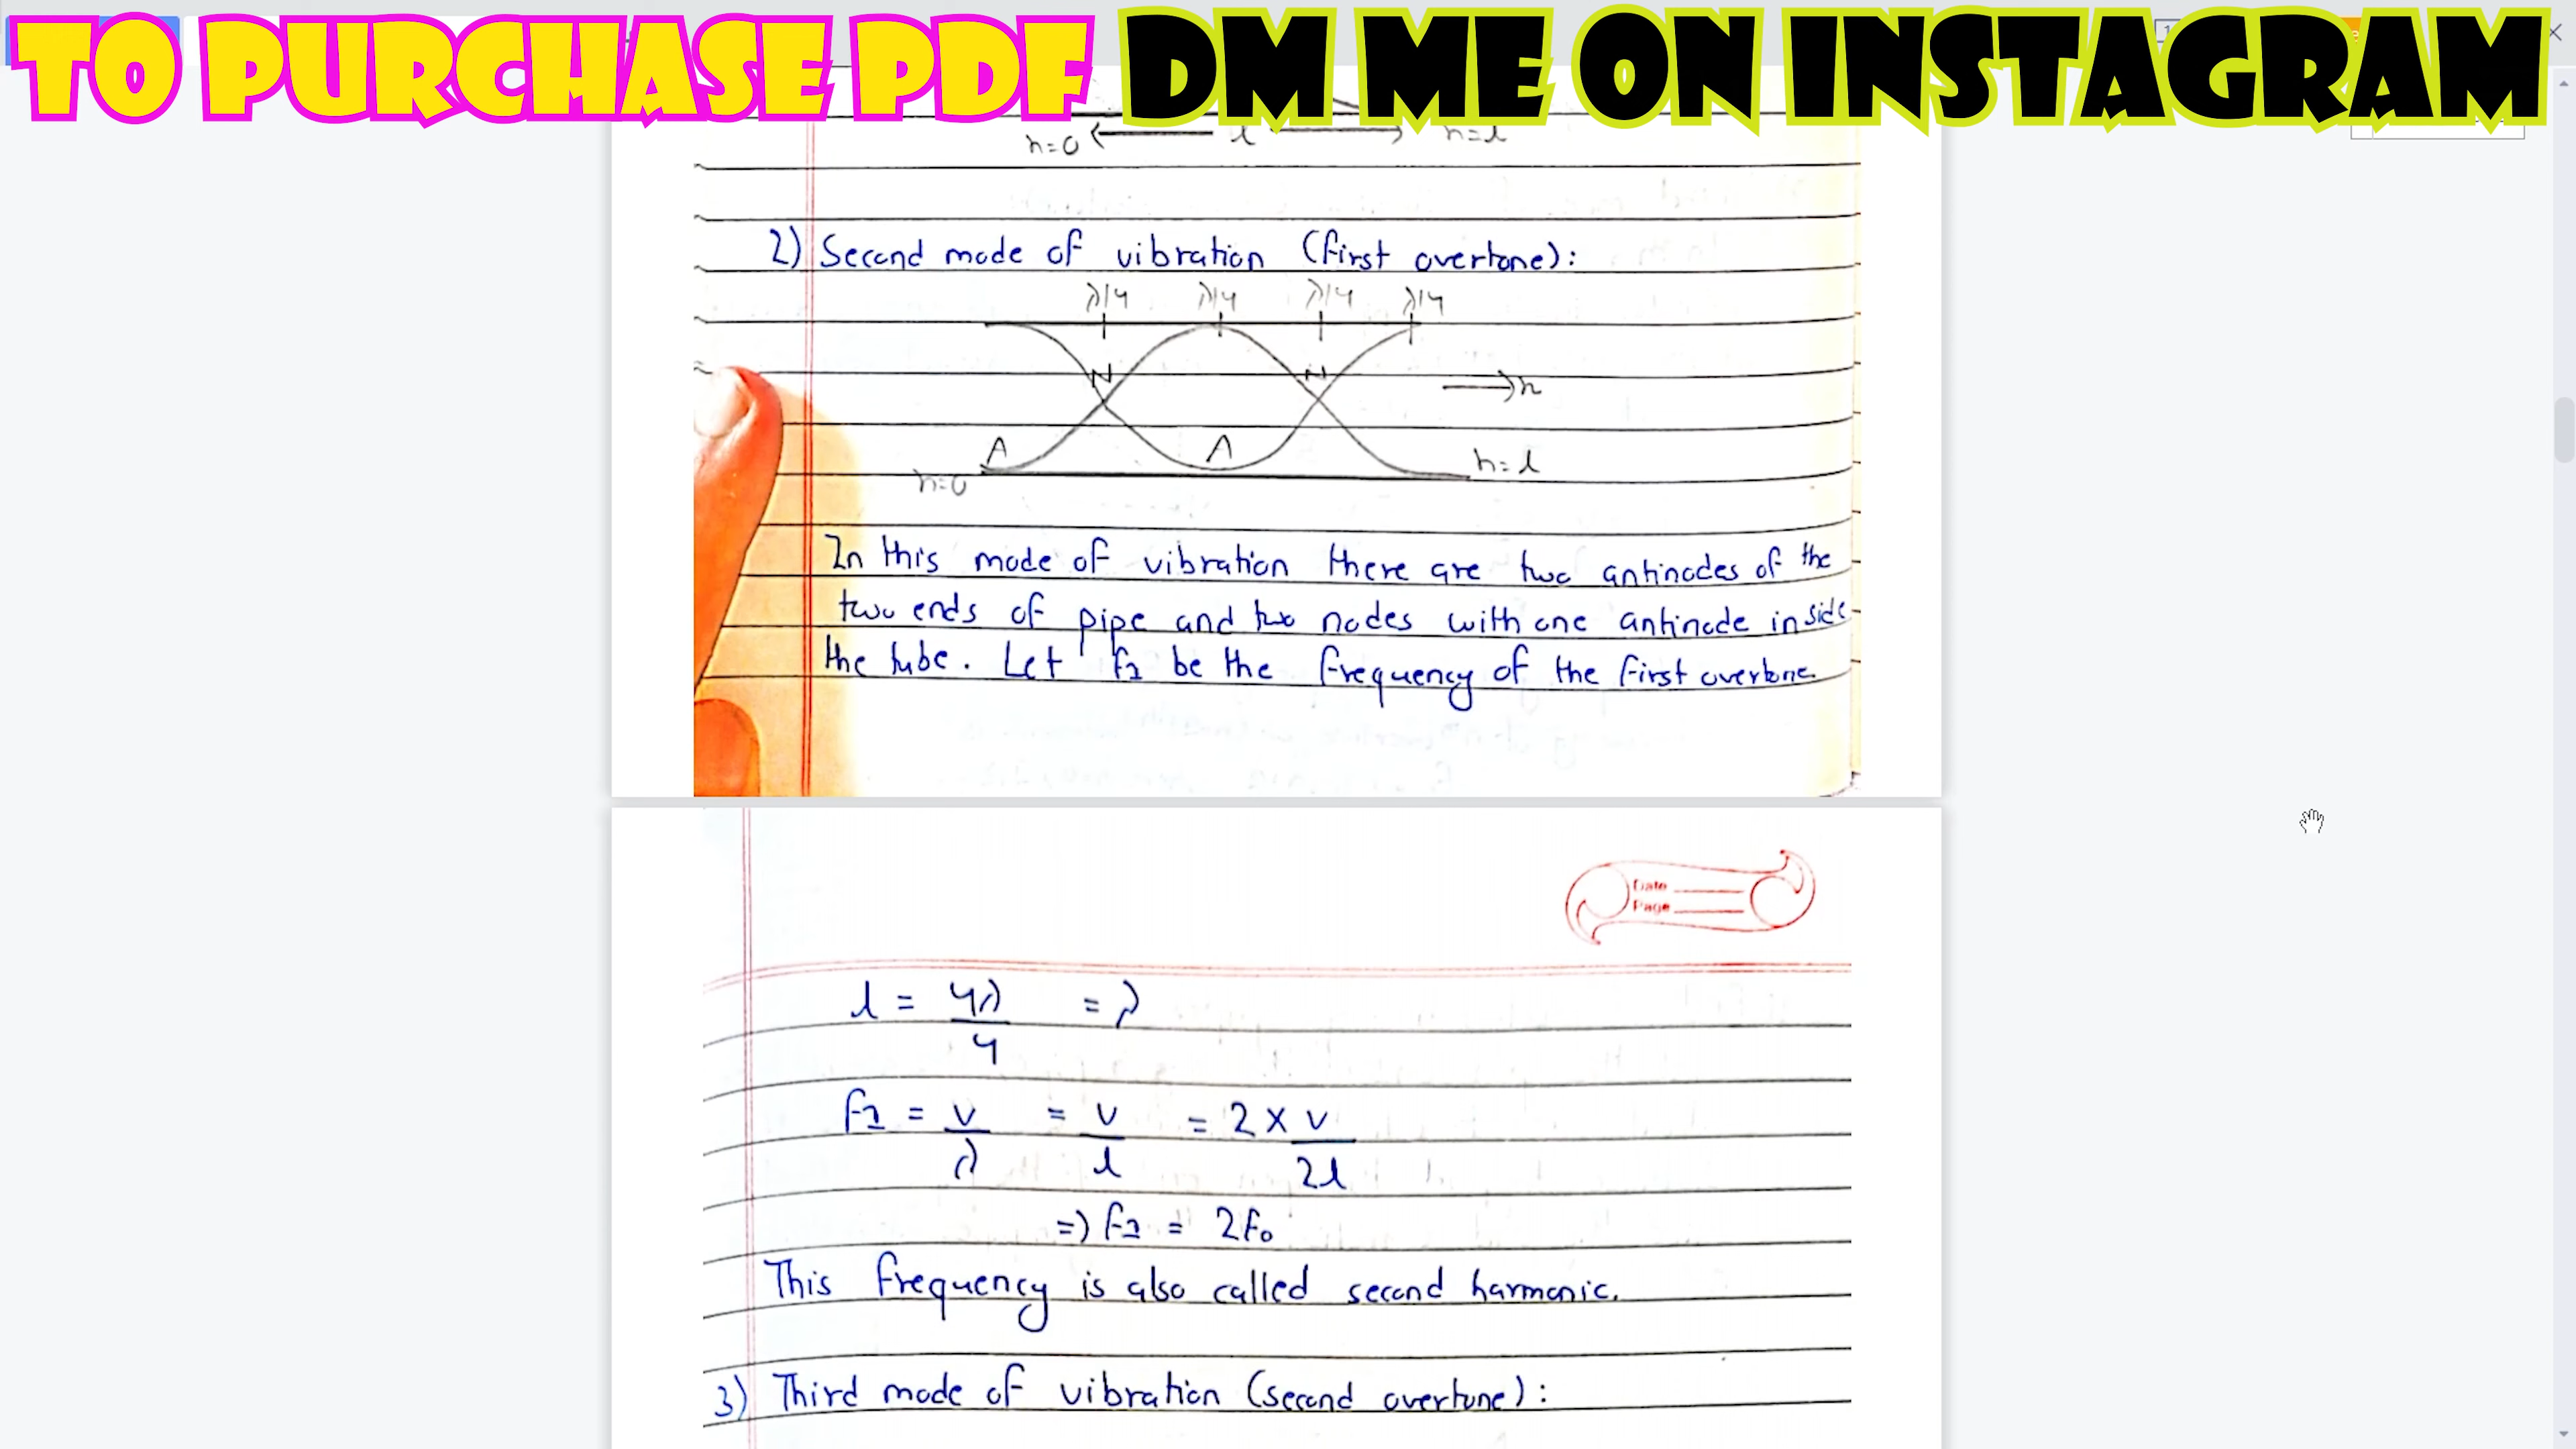 TO PURCHASE PDF DM ME ON INSTAGRAM
x=0 l x=l
2) Second mode of vibration (first overtone):
λ/4 λ/4 λ/4 λ/4
N N
→x
A A
x=0 x=l
In this mode of vibration there are two antinodes of the
two ends of pipe and two nodes with one antinode inside
the tube. Let f1 be the frequency of the first overtone
Date
Page
l = 4λ/4 = λ
f1 = v/λ = v/l = 2 × v/2l
=) f1 = 2f0
This frequency is also called second harmonic.
3) Third mode of vibration (second overtone):